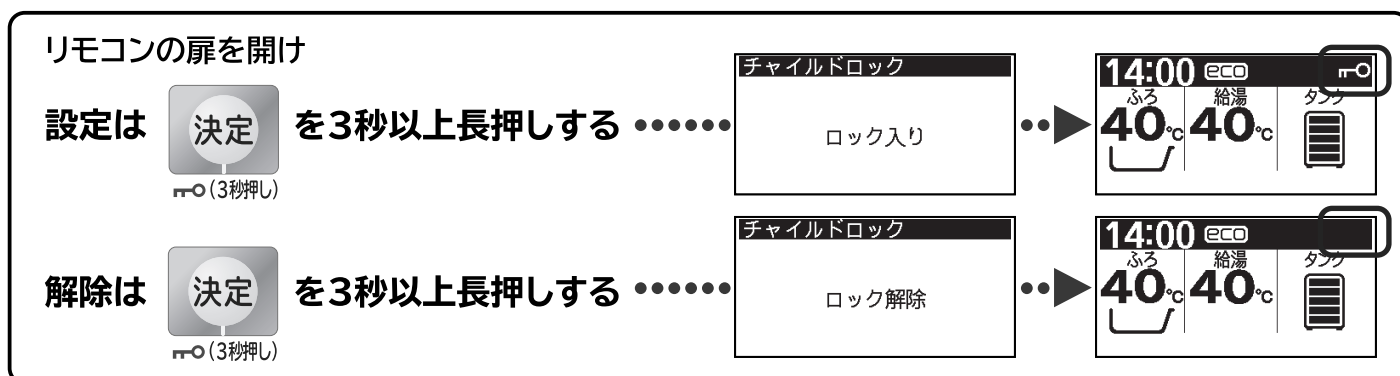 リモコンの扉を開け
設定は 決定 を3秒以上長押しする
(3秒押し)
チャイルドロック
ロック入り
14:00 eco
ふろ 給湯 タンク
40℃ 40℃
解除は 決定 を3秒以上長押しする
(3秒押し)
チャイルドロック
ロック解除
14:00 eco
ふろ 給湯 タンク
40℃ 40℃